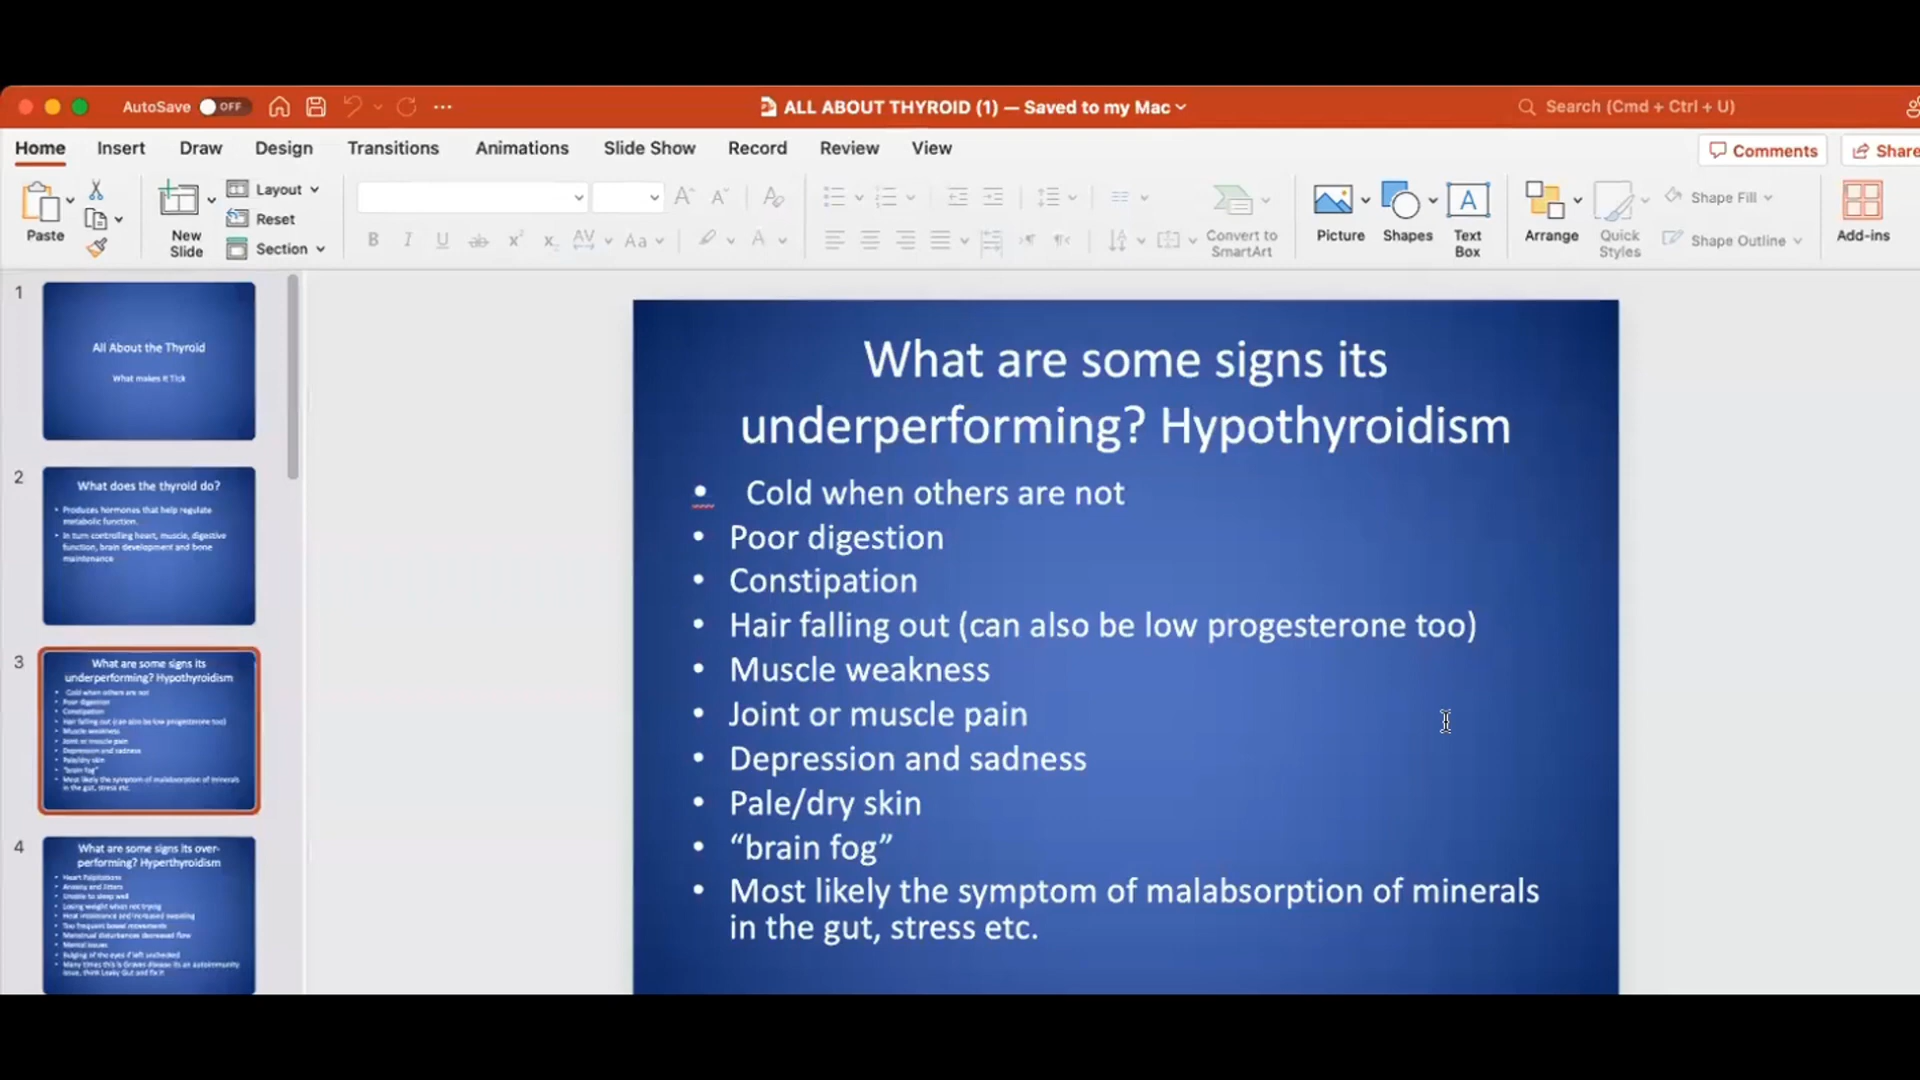 AutoSave OFF ALL ABOUT THYROID (1) — Saved to my Mac Search (Cmd + Ctrl + U)
Home Insert Draw Design Transitions Animations Slide Show Record Review View Comments Share
Paste New Slide Layout Reset Section Convert to SmartArt Picture Shapes Text Box Arrange Quick Styles Shape Fill Shape Outline Add-ins
1
All About the Thyroid
What makes it Tick
2
What does the thyroid do?
• Produces hormones that help regulate
metabolic function.
• In turn controlling heart, muscle, digestive
function, brain development and bone
maintenance
3
What are some signs its
underperforming? Hypothyroidism
• Cold when others are not
• Poor digestion
• Constipation
• Hair falling out (can also be low progesterone too)
• Muscle weakness
• Joint or muscle pain
• Depression and sadness
• Pale/dry skin
• “brain fog”
• Most likely the symptom of malabsorption of minerals
in the gut, stress etc.
4
What are some signs its over-
performing? Hyperthyroidism
• Heart Palpitations
• Anxiety and Jitters
• Unable to sleep well
• Losing weight when not trying
• Heat intolerance and increased sweating
• Too frequent bowel movements
• Menstrual disturbances decreased flow
• Mental issues
• Bulging of the eyes if left unchecked
• Many times this is Graves disease its an autoimmunity
issue, think Leaky Gut and fix it
What are some signs its
underperforming? Hypothyroidism
• Cold when others are not
• Poor digestion
• Constipation
• Hair falling out (can also be low progesterone too)
• Muscle weakness
• Joint or muscle pain
• Depression and sadness
• Pale/dry skin
• “brain fog”
• Most likely the symptom of malabsorption of minerals
in the gut, stress etc.